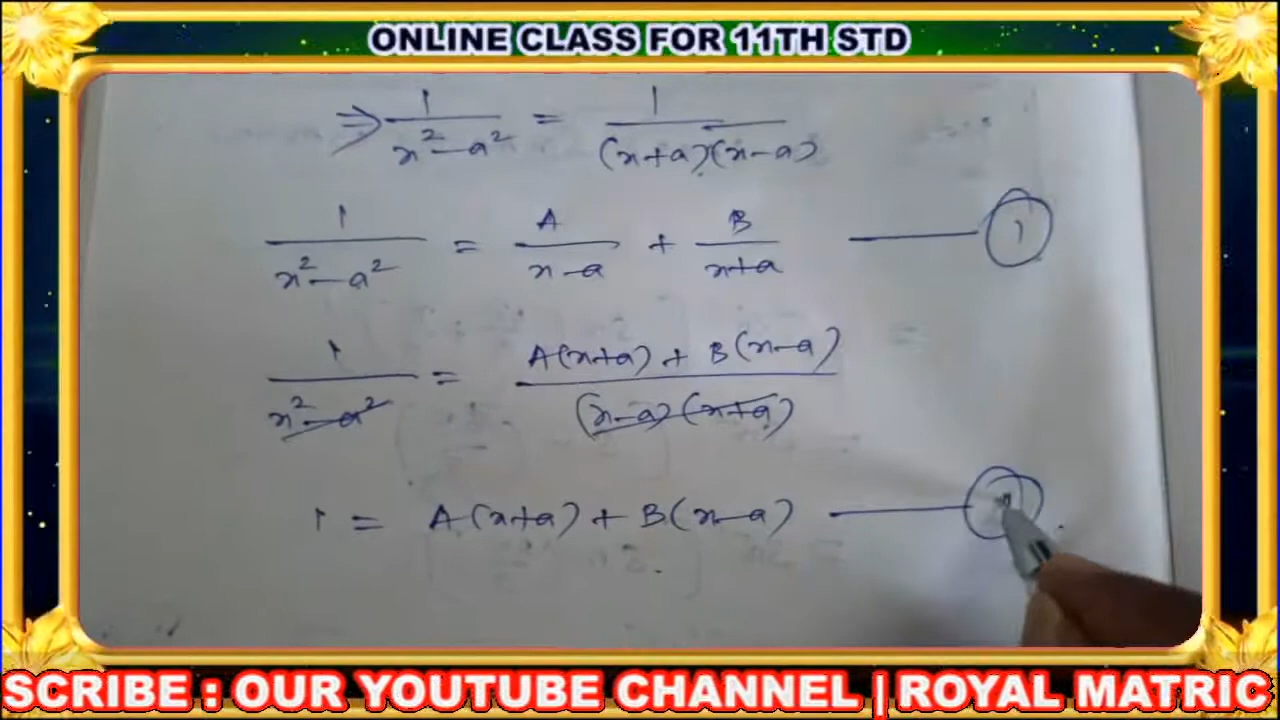 ONLINE CLASS FOR 11TH STD
⇒ 1/(x²-a²) = 1/((x+a)(x-a))
1/(x²-a²) = A/(x-a) + B/(x+a) —— (1)
1/(x²-a²) = (A(x+a) + B(x-a))/((x-a)(x+a))
1 = A(x+a) + B(x-a) ——
SCRIBE : OUR YOUTUBE CHANNEL | ROYAL MATRIC